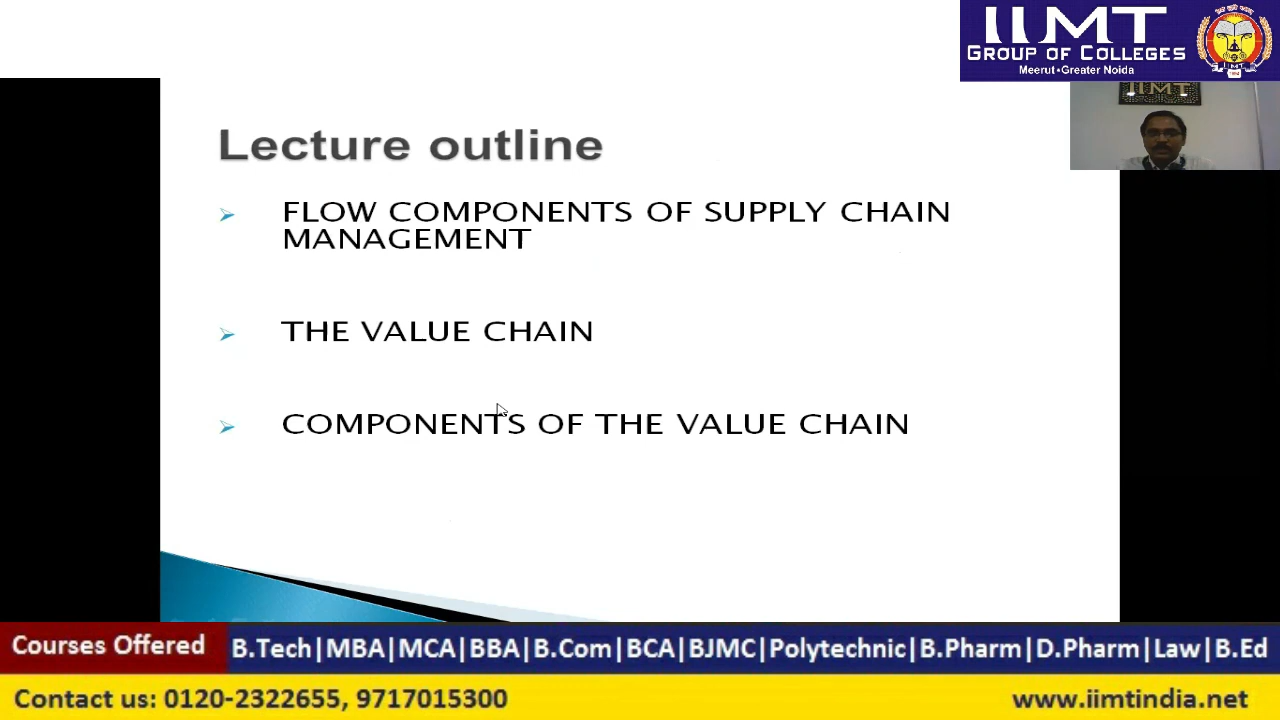 IIMT
GROUP OF COLLEGES
Meerut•Greater Noida
IIMT
Lecture outline
FLOW COMPONENTS OF SUPPLY CHAIN
MANAGEMENT
THE VALUE CHAIN
COMPONENTS OF THE VALUE CHAIN
Courses Offered B.Tech|MBA|MCA|BBA|B.Com|BCA|BJMC|Polytechnic|B.Pharm|D.Pharm|Law|B.Ed
Contact us: 0120-2322655, 9717015300 www.iimtindia.net